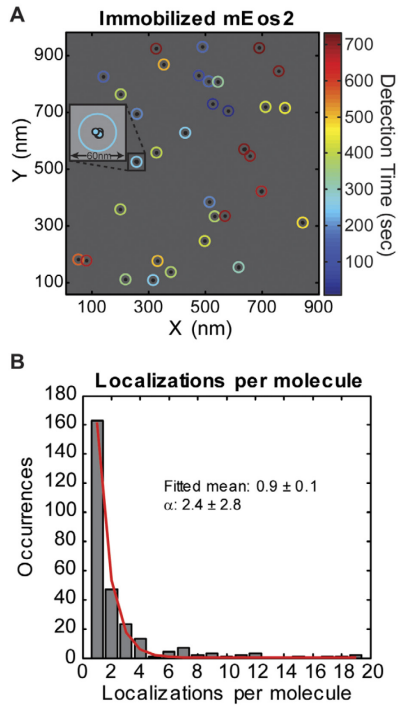 A
Immobilized mEos2
900
700
500
300
100
Y (nm)
60nm
100 300 500 700 900
X (nm)
700
600
500
400
300
200
100
Detection Time (sec)
B
Localizations per molecule
180
160
140
120
100
80
60
40
20
0
Occurrences
Fitted mean: 0.9 ± 0.1
α: 2.4 ± 2.8
0 2 4 6 8 10 12 14 16 18 20
Localizations per molecule